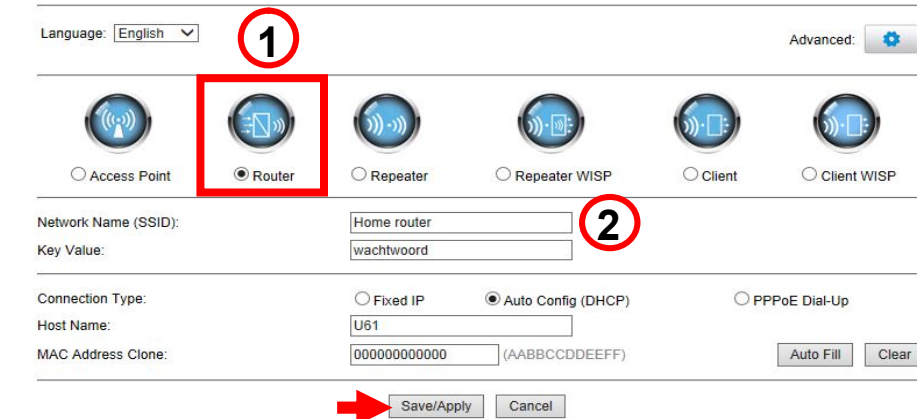 Language: English
1
Advanced:
Access Point Router Repeater Repeater WISP Client Client WISP
Network Name (SSID): Home router
2
Key Value: wachtwoord
Connection Type: Fixed IP Auto Config (DHCP) PPPoE Dial-Up
Host Name: U61
MAC Address Clone: 000000000000 (AABBCCDDEEFF) Auto Fill Clear
Save/Apply Cancel